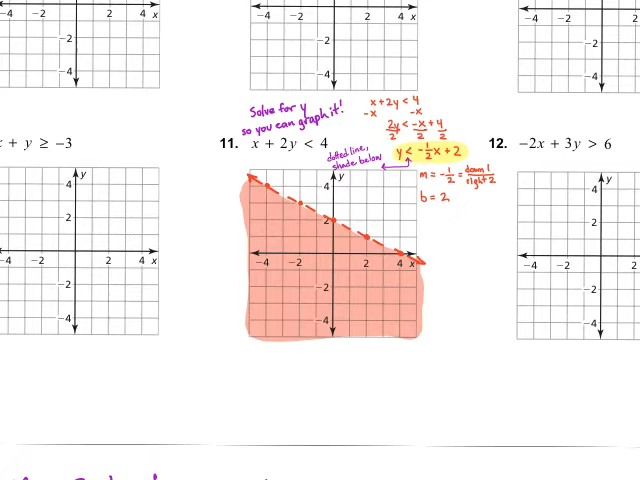 -4 -2 2 4 x
-2
-4
Solve for y
so you can graph it!
x + 2y < 4
-x -x
2y < -x + 4
2 2 2
y < -1/2x + 2
dotted line,
shade below
m = -1/2 = down 1/right 2
b = 2
+ y ≥ -3
11. x + 2y < 4
12. -2x + 3y > 6
4 y
2
-4 2 4 x
-2
-4
4 y
2
-4 -2 2 4 x
-2
-4
4 y
2
-4 -2 2
-2
-4